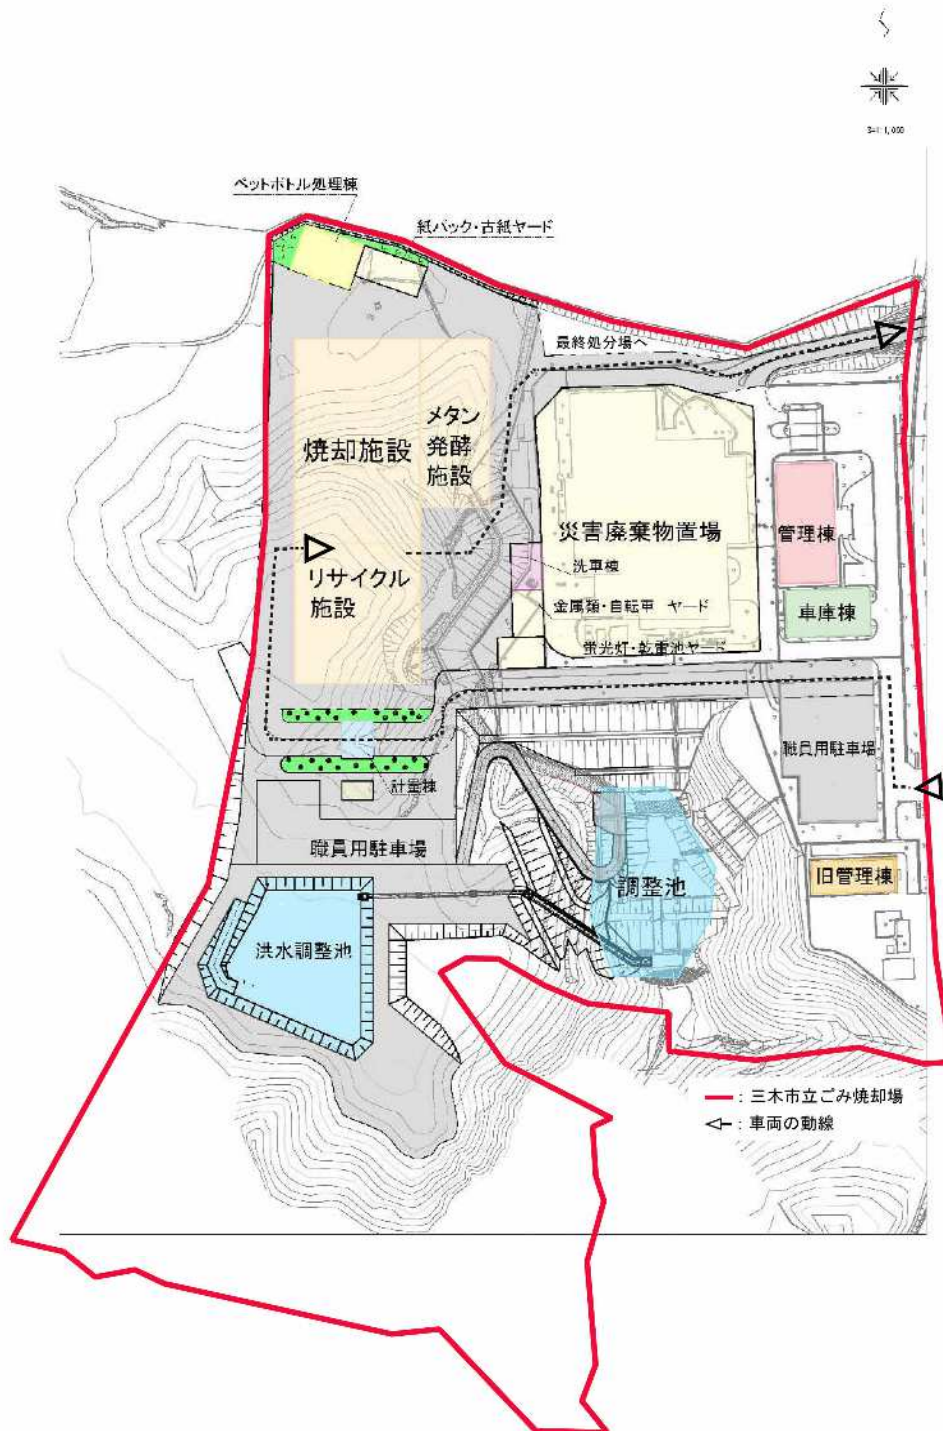 ペットボトル処理棟
紙パック・古紙ヤード
最終処分場へ
メタン
発酵
施設
焼却施設
災害廃棄物置場
管理棟
洗車棟
リサイクル
施設
金属類・自転車 ヤード
車庫棟
蛍光灯・乾電池ヤード
職員用駐車場
計量棟
職員用駐車場
旧管理棟
調整池
洪水調整池
: 三木市立ごみ焼却場
: 車両の動線